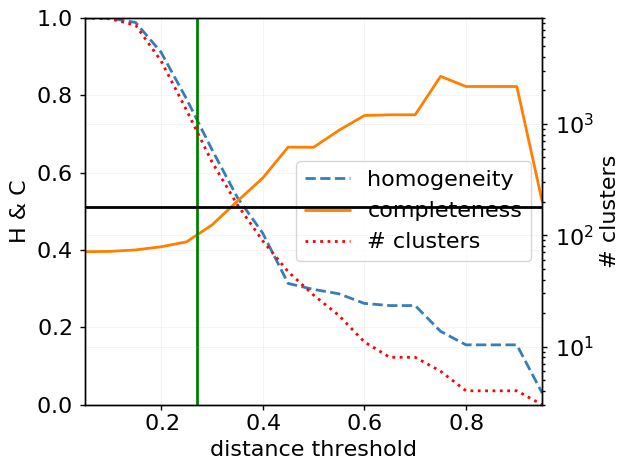 1.0
0.8
0.6
0.4
0.2
0.0
H & C
0.2
0.4
0.6
0.8
distance threshold
10³
10²
10¹
# clusters
homogeneity
completeness
# clusters